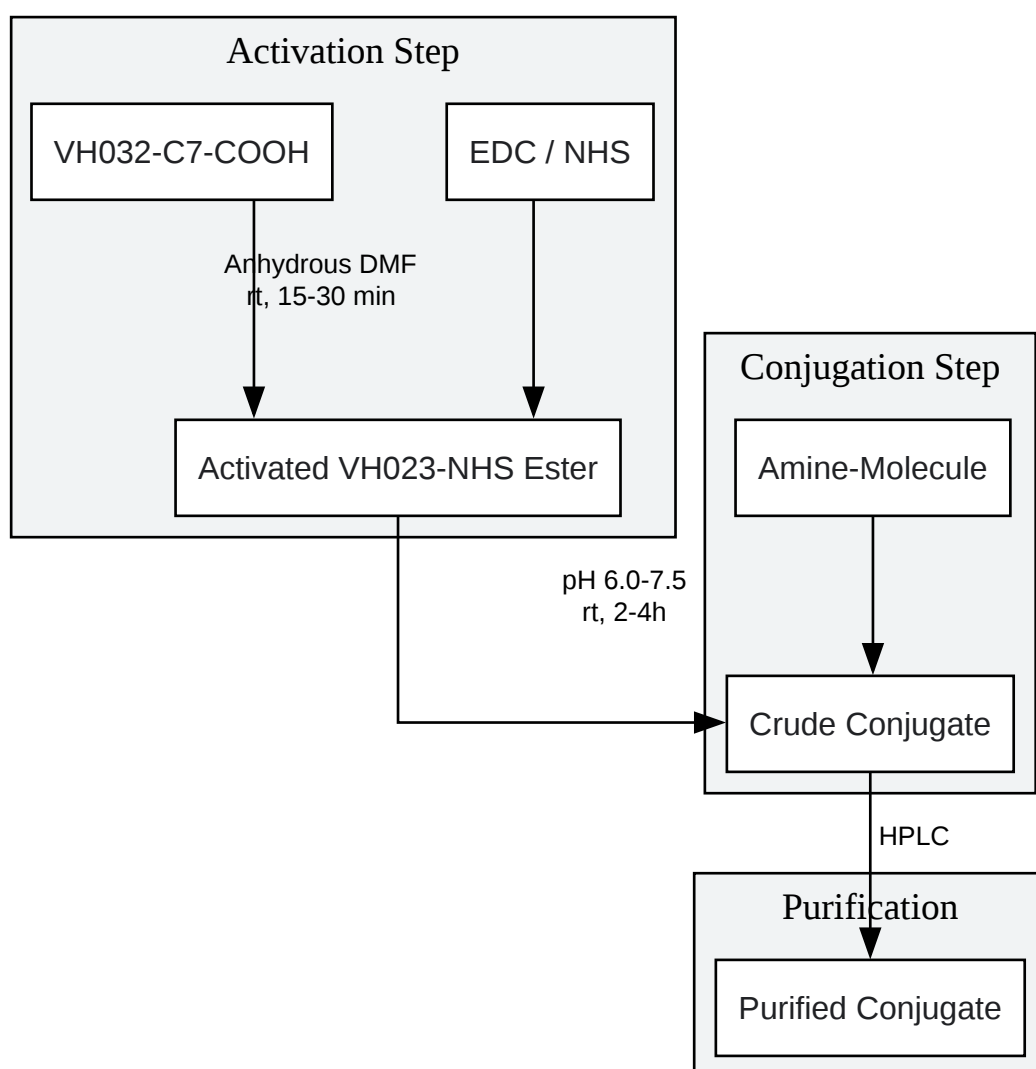 Activation Step
VH032-C7-COOH
EDC / NHS
Anhydrous DMF
rt, 15-30 min
Activated VH023-NHS Ester
Conjugation Step
Amine-Molecule
pH 6.0-7.5
rt, 2-4h
Crude Conjugate
HPLC
Purification
Purified Conjugate